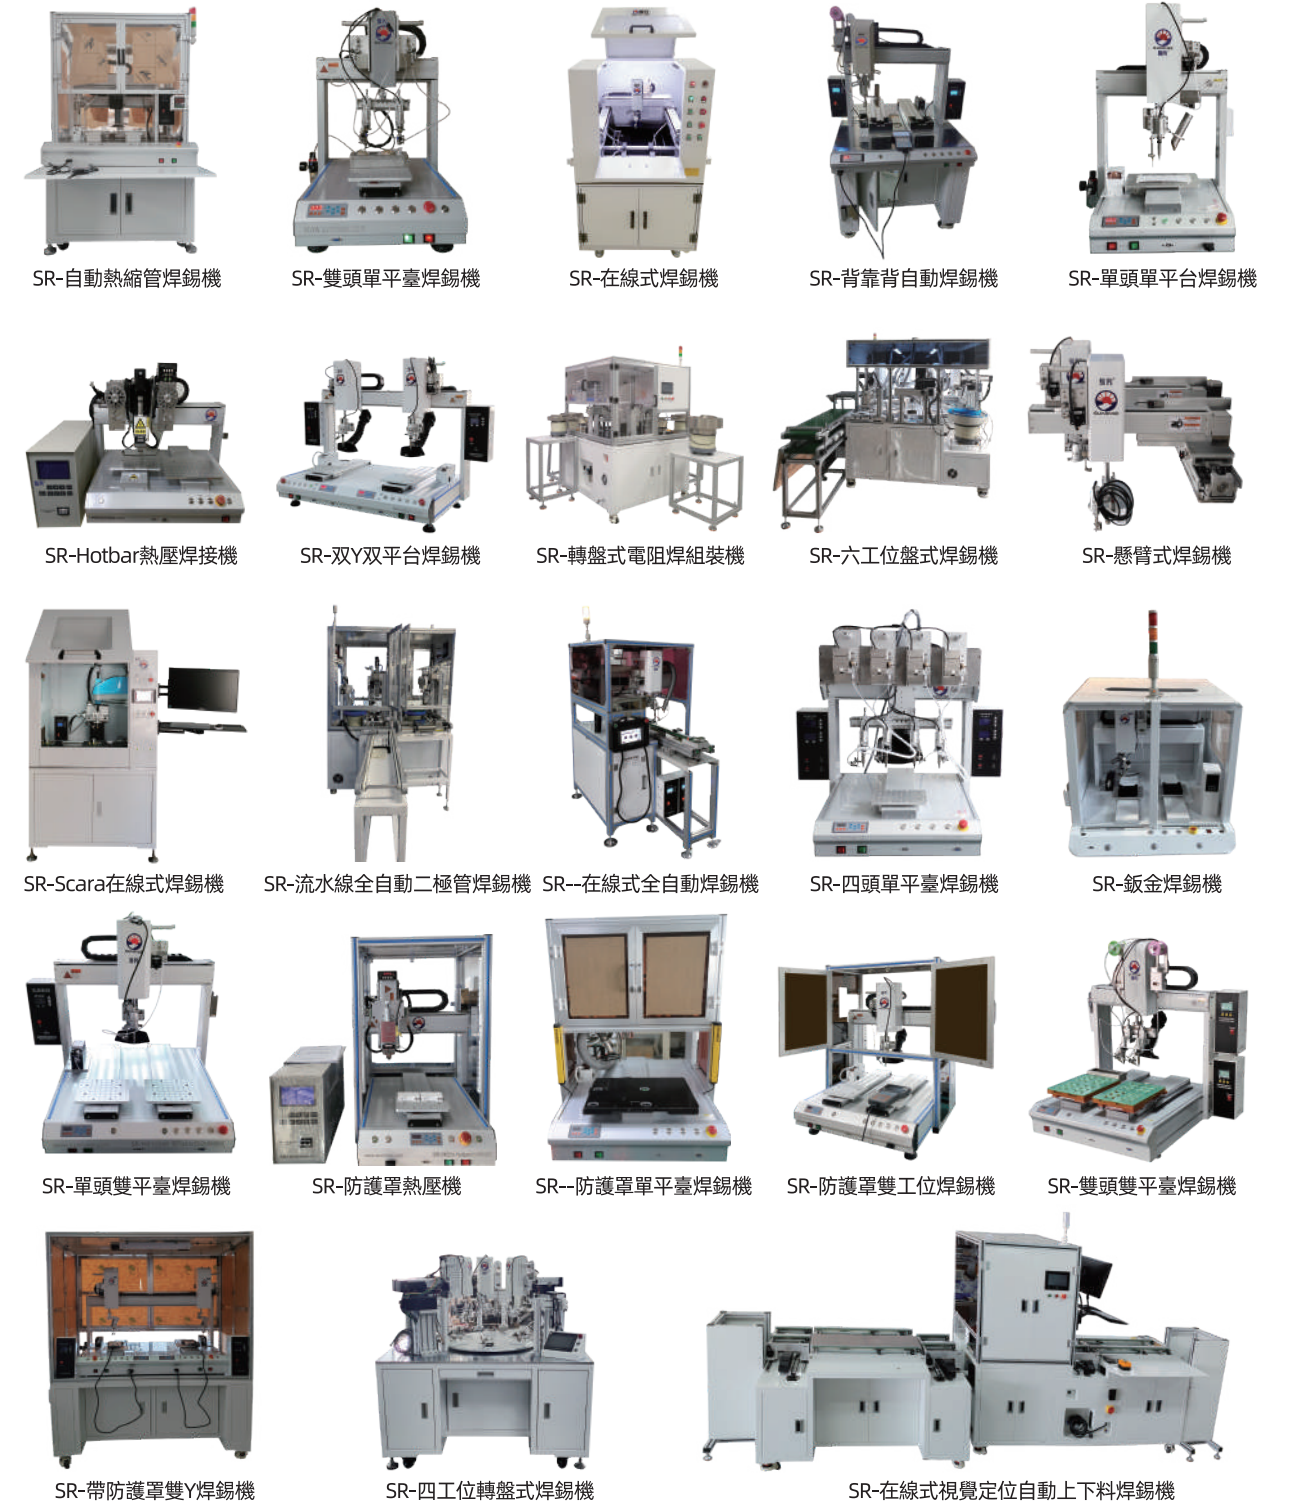 SR-自動熱縮管焊錫機
SR-雙頭單平臺焊錫機
SR-在線式焊錫機
SR-背靠背自動焊錫機
SR-單頭單平台焊錫機
SR-Hotbar熱壓焊接機
SR-双Y双平台焊錫機
SR-轉盤式電阻焊組裝機
SR-六工位盤式焊錫機
SR-懸臂式焊錫機
SR-Scara在線式焊錫機
SR-流水線全自動二極管焊錫機
SR--在線式全自動焊錫機
SR-四頭單平臺焊錫機
SR-鈑金焊錫機
SR-單頭雙平臺焊錫機
SR-防護罩熱壓機
SR--防護罩單平臺焊錫機
SR-防護罩雙工位焊錫機
SR-雙頭雙平臺焊錫機
SR-帶防護罩雙Y焊錫機
SR-四工位轉盤式焊錫機
SR-在線式視覺定位自動上下料焊錫機